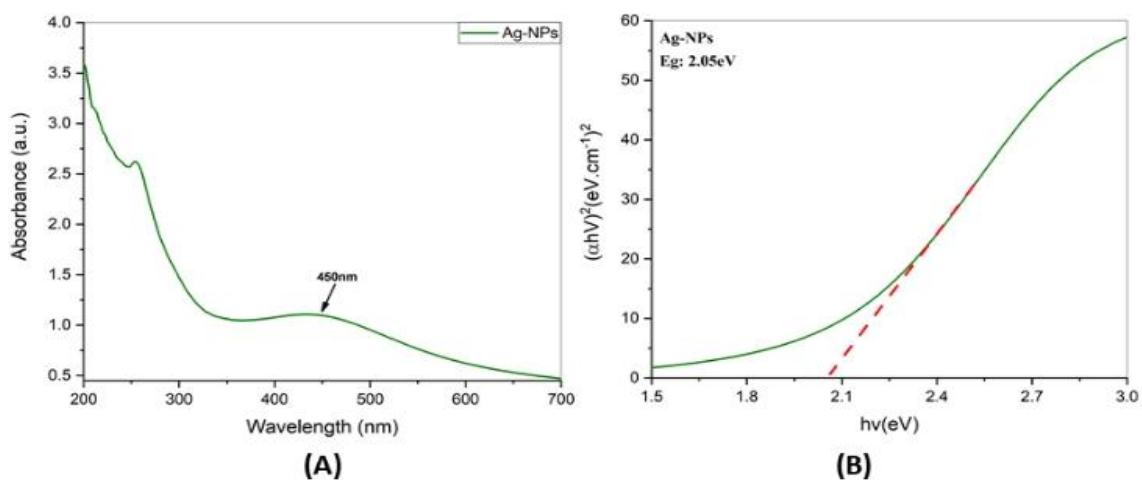 Ag-NPs
4.0
3.5
3.0
2.5
2.0
1.5
1.0
0.5
Absorbance (a.u.)
450nm
200 300 400 500 600 700
Wavelength (nm)
(A)
Ag-NPs
Eg: 2.05eV
60
50
40
30
20
10
0
(αhV)²(eV.cm⁻¹)²
1.5 1.8 2.1 2.4 2.7 3.0
hv(eV)
(B)